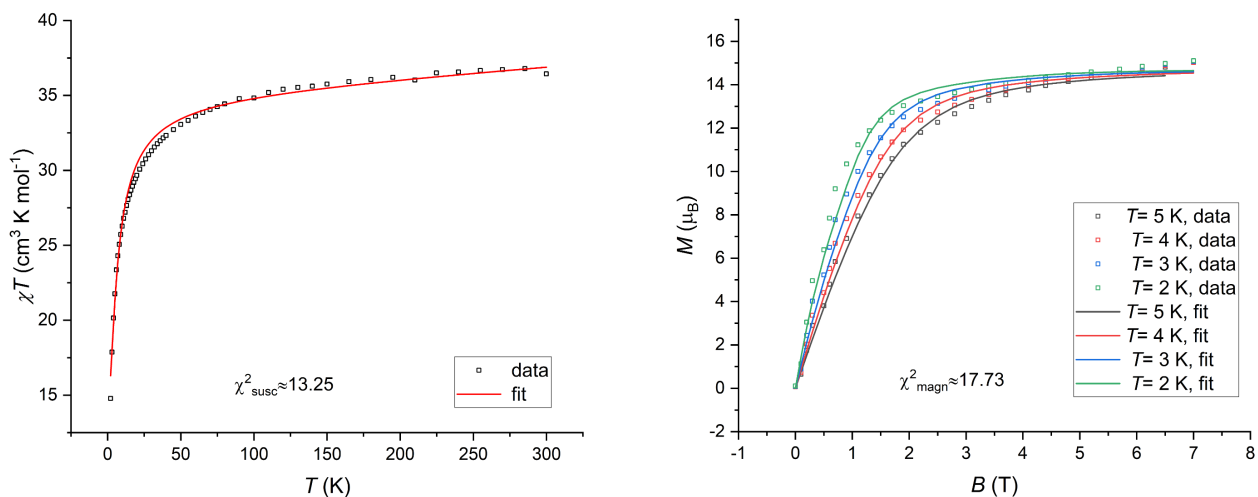 40
35
30
25
20
15
χT (cm³ K mol⁻¹)
χ²susc≈13.25
data
fit
0 50 100 150 200 250 300
T (K)
16
14
12
10
8
6
4
2
0
-2
M (μB)
T= 5 K, data
T= 4 K, data
T= 3 K, data
T= 2 K, data
T= 5 K, fit
T= 4 K, fit
T= 3 K, fit
T= 2 K, fit
χ²magn≈17.73
-1 0 1 2 3 4 5 6 7 8
B (T)